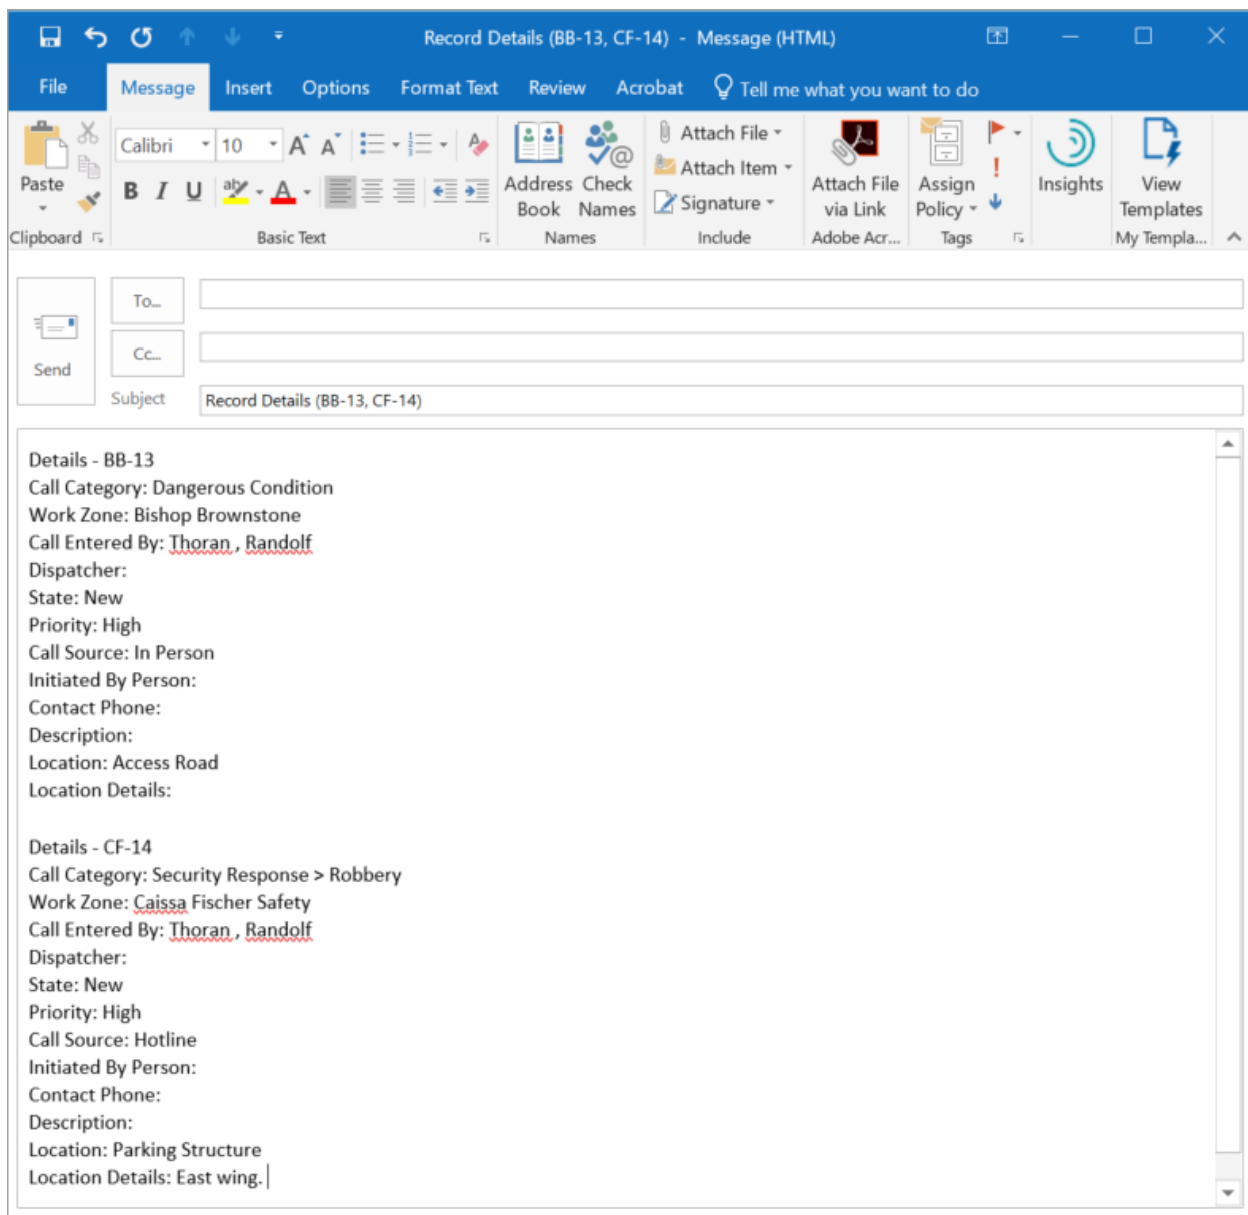 Record Details (BB-13, CF-14) - Message (HTML)
File Message Insert Options Format Text Review Acrobat Tell me what you want to do
Paste
Clipboard
Calibri 10
B I U
Basic Text
Address Book
Check Names
Names
Attach File
Attach Item
Signature
Include
Attach File via Link
Adobe Acr...
Assign Policy
Tags
Insights
View Templates
My Templa...
Send
To...
Cc...
Subject Record Details (BB-13, CF-14)
Details - BB-13
Call Category: Dangerous Condition
Work Zone: Bishop Brownstone
Call Entered By: Thoran , Randolf
Dispatcher:
State: New
Priority: High
Call Source: In Person
Initiated By Person:
Contact Phone:
Description:
Location: Access Road
Location Details:
Details - CF-14
Call Category: Security Response > Robbery
Work Zone: Caissa Fischer Safety
Call Entered By: Thoran , Randolf
Dispatcher:
State: New
Priority: High
Call Source: Hotline
Initiated By Person:
Contact Phone:
Description:
Location: Parking Structure
Location Details: East wing.